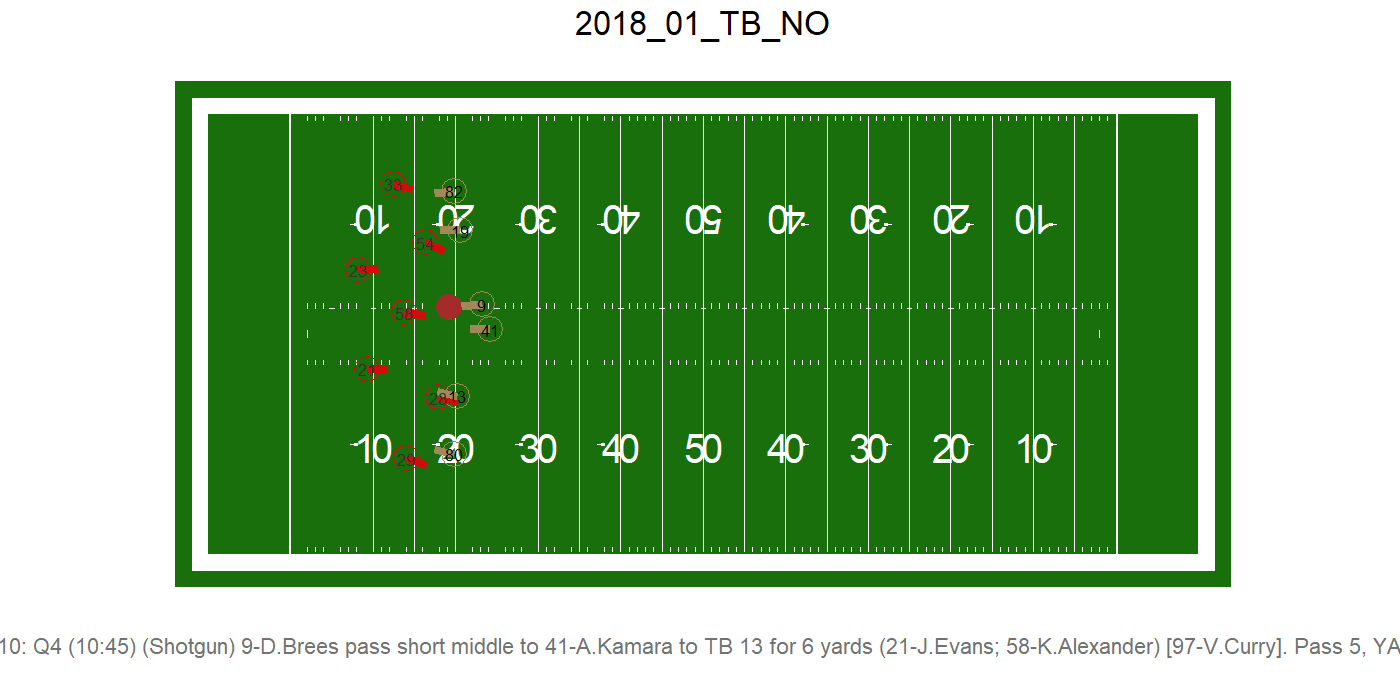 2018_01_TB_NO
33 82
10 20 30 40 50 40 30 20 10
19
54
23
9
58
41
21
28 13
10 20 30 40 50 40 30 20 10
29 80
10: Q4 (10:45) (Shotgun) 9-D.Brees pass short middle to 41-A.Kamara to TB 13 for 6 yards (21-J.Evans; 58-K.Alexander) [97-V.Curry]. Pass 5, YA